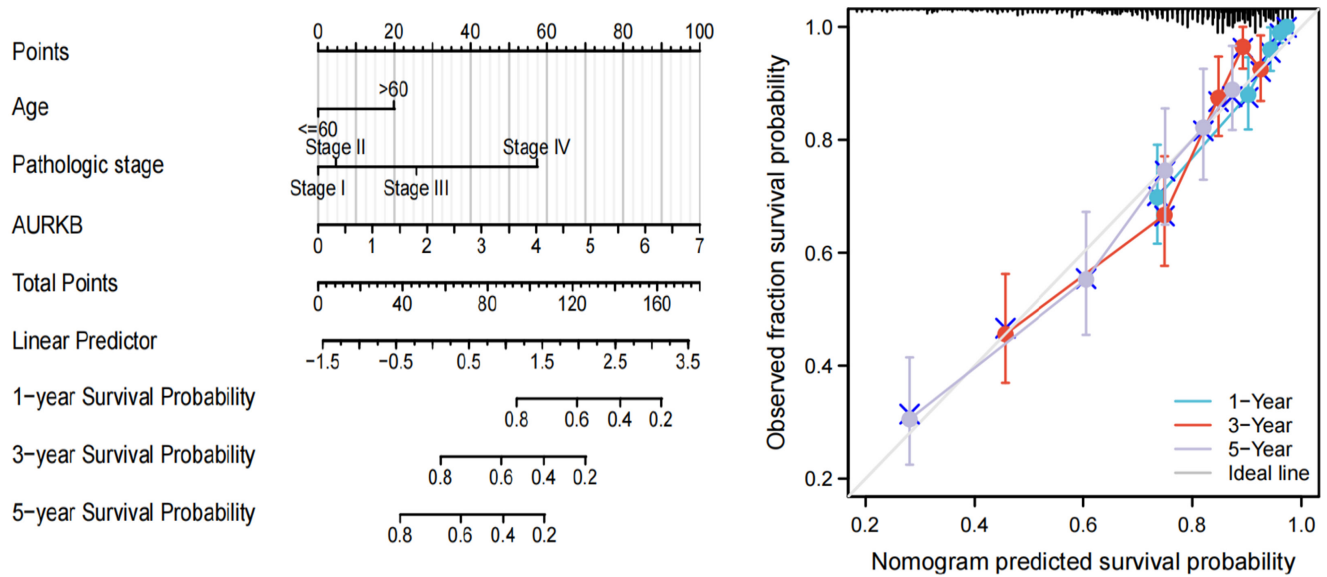 Points
0 20 40 60 80 100
Age
>60
<=60
Pathologic stage
Stage II Stage IV
Stage I Stage III
AURKB
0 1 2 3 4 5 6 7
Total Points
0 40 80 120 160
Linear Predictor
−1.5 −0.5 0.5 1.5 2.5 3.5
1−year Survival Probability
0.8 0.6 0.4 0.2
3−year Survival Probability
0.8 0.6 0.4 0.2
5−year Survival Probability
0.8 0.6 0.4 0.2
Observed fraction survival probability
1.0
0.8
0.6
0.4
0.2
1−Year
3−Year
5−Year
Ideal line
0.2 0.4 0.6 0.8 1.0
Nomogram predicted survival probability